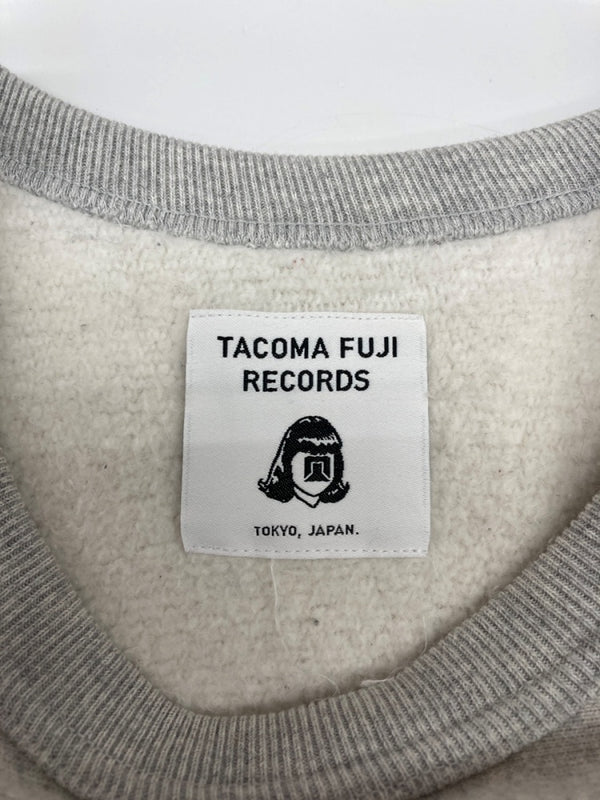 TACOMA FUJI
RECORDS
TOKYO, JAPAN.